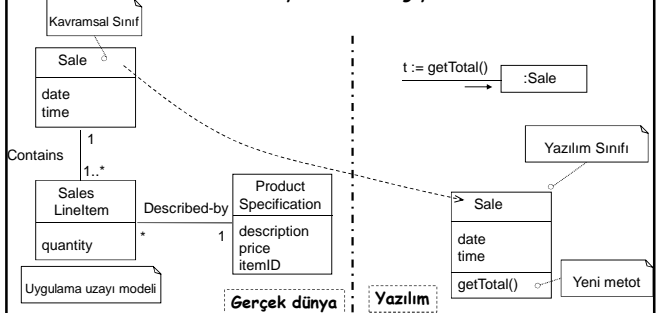 Kavramsal Sınıf
Sale
date
time
1
Contains
1..*
Sales
LineItem
quantity
Described-by
*
1
Product
Specification
description
price
itemID
Uygulama uzayı modeli
Gerçek dünya
Yazılım
t := getTotal()
:Sale
Yazılım Sınıfı
Sale
date
time
getTotal()
Yeni metot